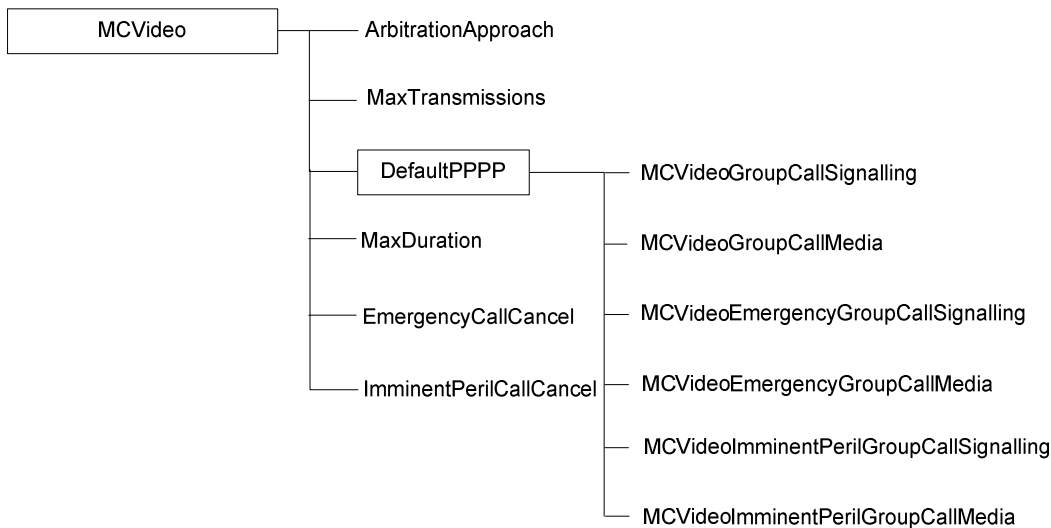 MCVideo
ArbitrationApproach
MaxTransmissions
DefaultPPPP
MaxDuration
EmergencyCallCancel
ImminentPerilCallCancel
MCVideoGroupCallSignalling
MCVideoGroupCallMedia
MCVideoEmergencyGroupCallSignalling
MCVideoEmergencyGroupCallMedia
MCVideoImminentPerilGroupCallSignalling
MCVideoImminentPerilGroupCallMedia